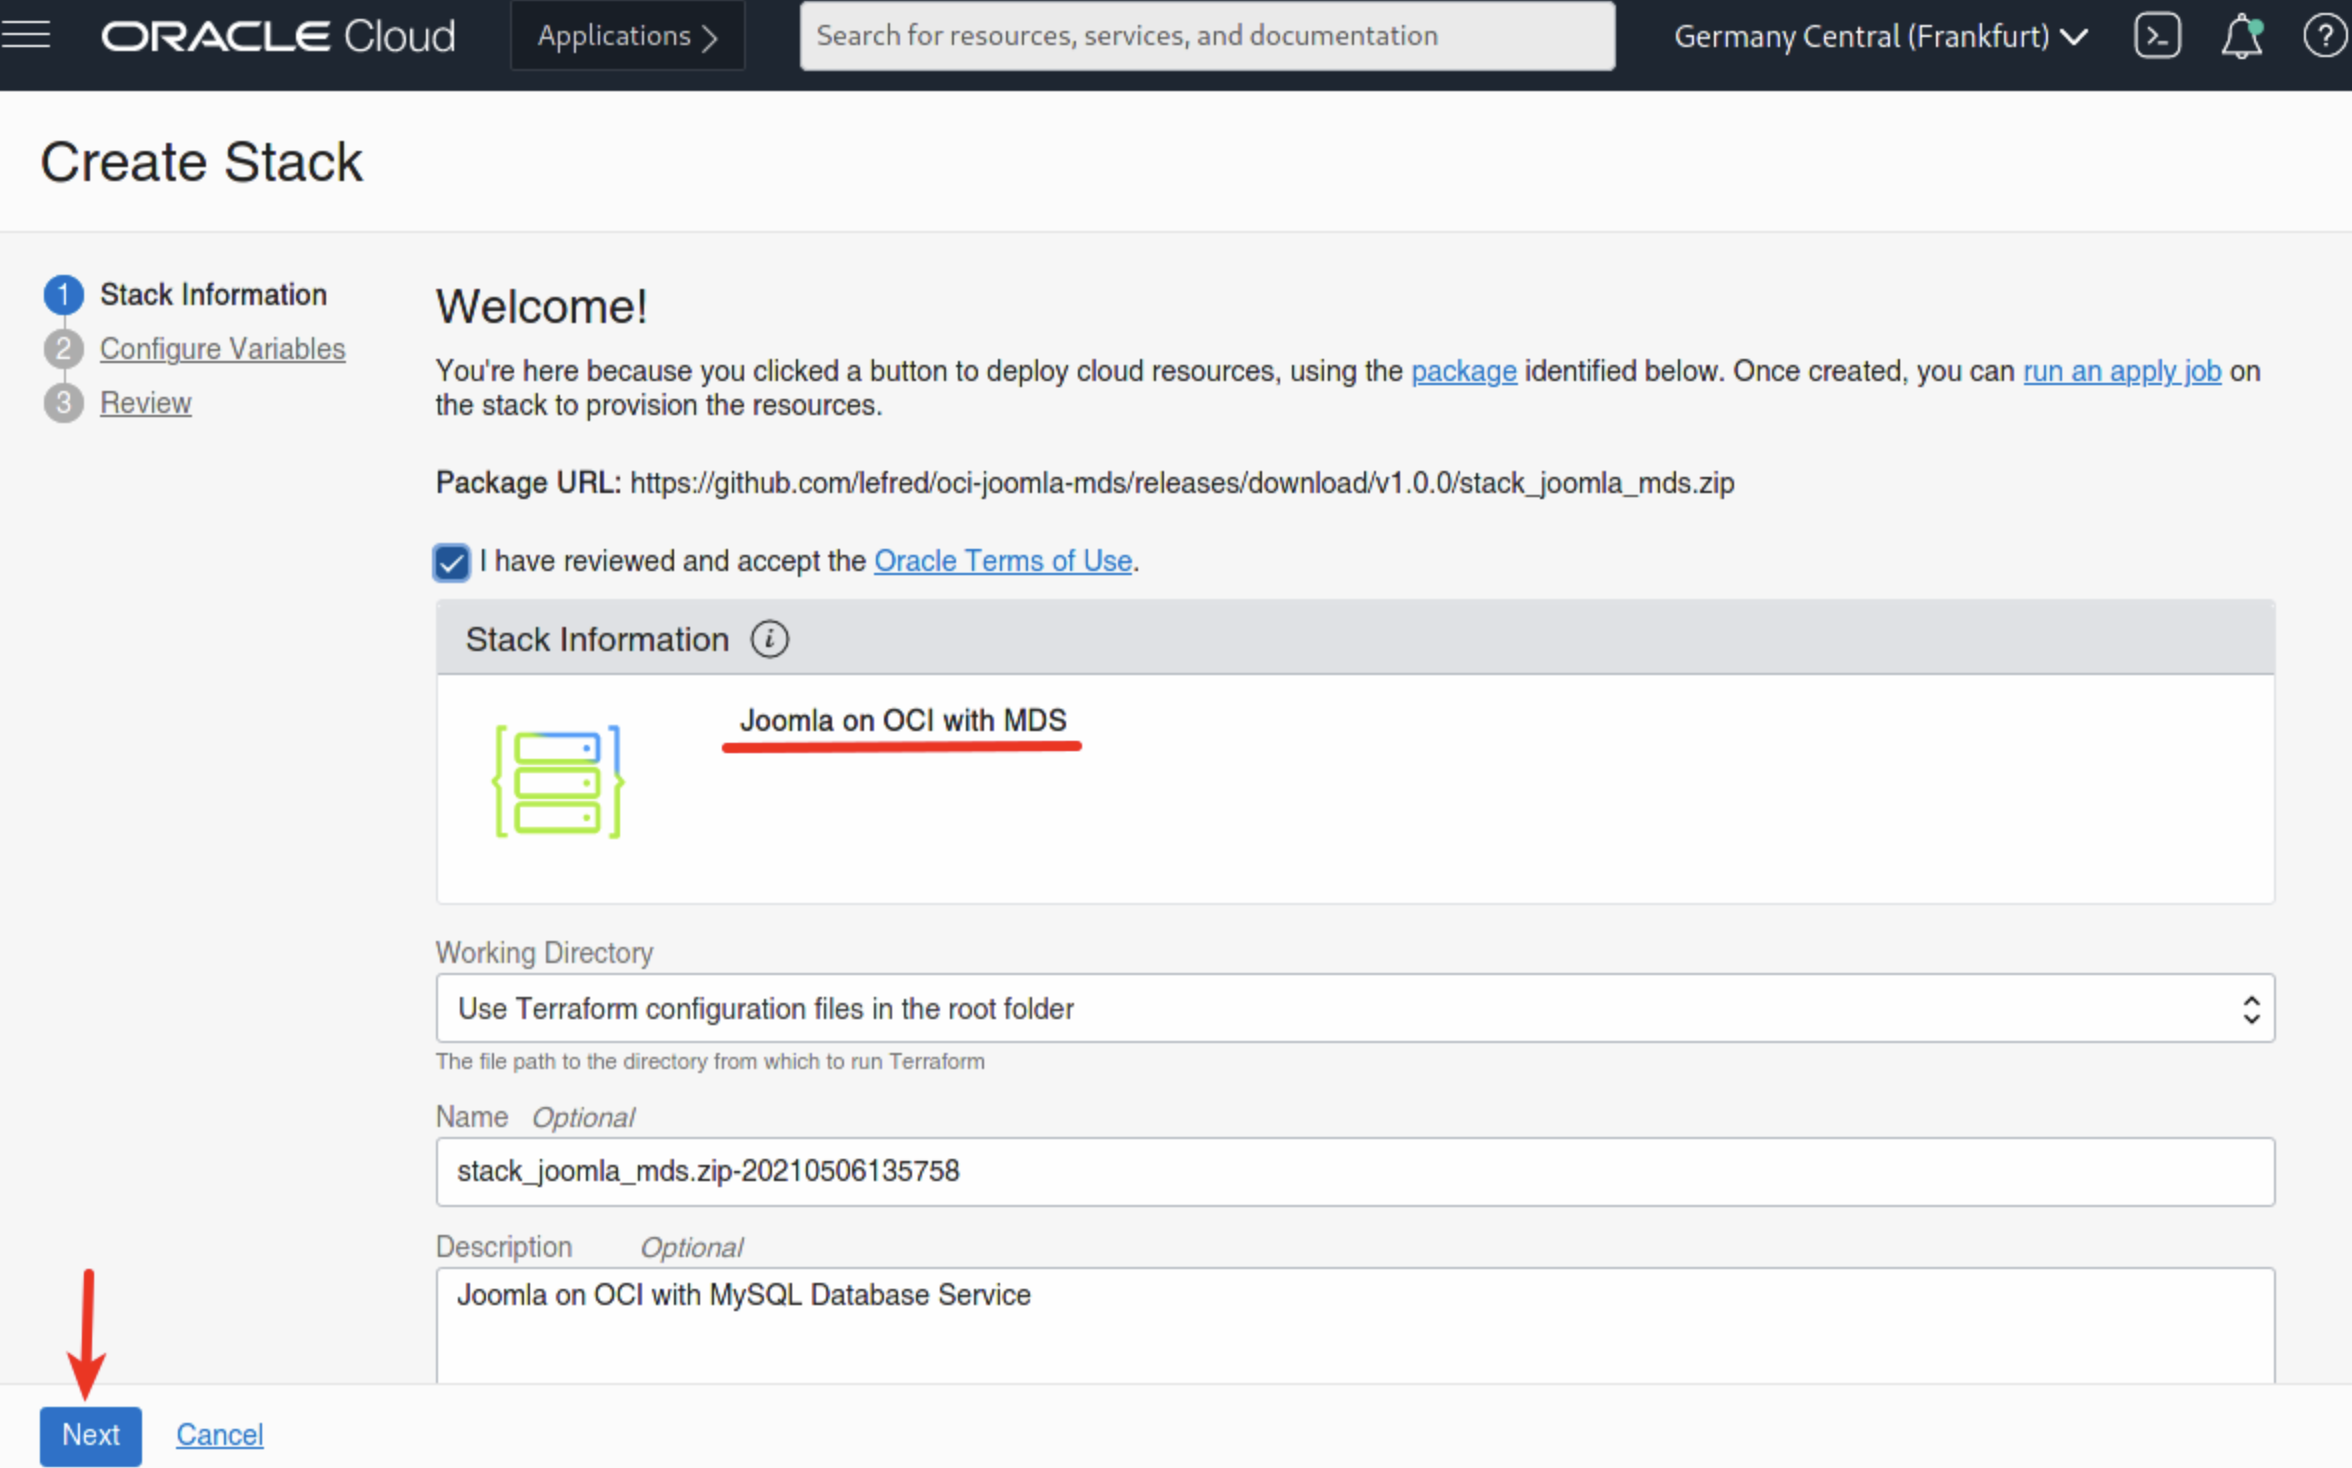 ORACLE Cloud
Applications
Search for resources, services, and documentation
Germany Central (Frankfurt)
Create Stack
1 Stack Information
2 Configure Variables
3 Review
Welcome!
You're here because you clicked a button to deploy cloud resources, using the package identified below. Once created, you can run an apply job on
the stack to provision the resources.
Package URL: https://github.com/lefred/oci-joomla-mds/releases/download/v1.0.0/stack_joomla_mds.zip
I have reviewed and accept the Oracle Terms of Use.
Stack Information i
Joomla on OCI with MDS
Working Directory
Use Terraform configuration files in the root folder
The file path to the directory from which to run Terraform
Name Optional
stack_joomla_mds.zip-20210506135758
Description Optional
Joomla on OCI with MySQL Database Service
Next Cancel